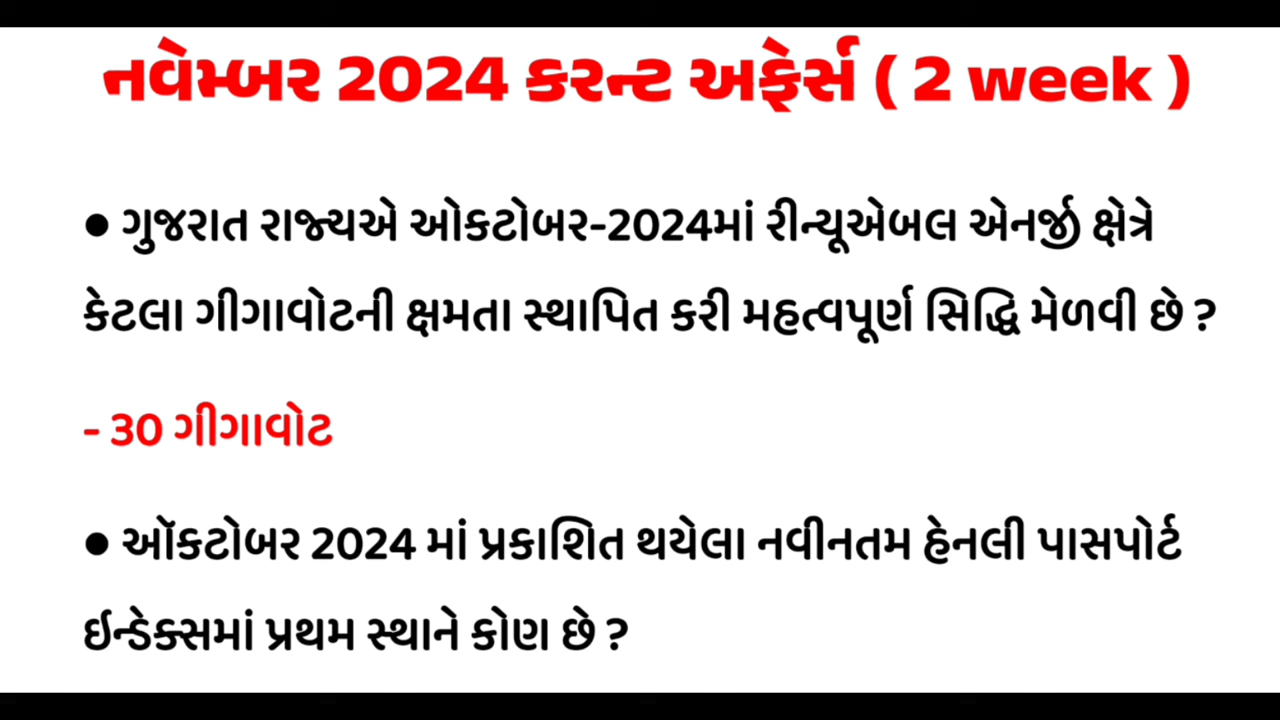 નવેમ્બર 2024 કરન્ટ અફેર્સ ( 2 week )
● ગુજરાત રાજ્યએ ઓકટોબર-2024માં રીન્યૂએબલ એનર્જી ક્ષેત્રે
કેટલા ગીગાવોટની ક્ષમતા સ્થાપિત કરી મહત્વપૂર્ણ સિદ્ધિ મેળવી છે ?
- 30 ગીગાવોટ
● ઓંકટોબર 2024 માં પ્રકાશિત થયેલા નવીનતમ હેનલી પાસપોર્ટ
ઈન્ડેક્સમાં પ્રથમ સ્થાને કોણ છે ?